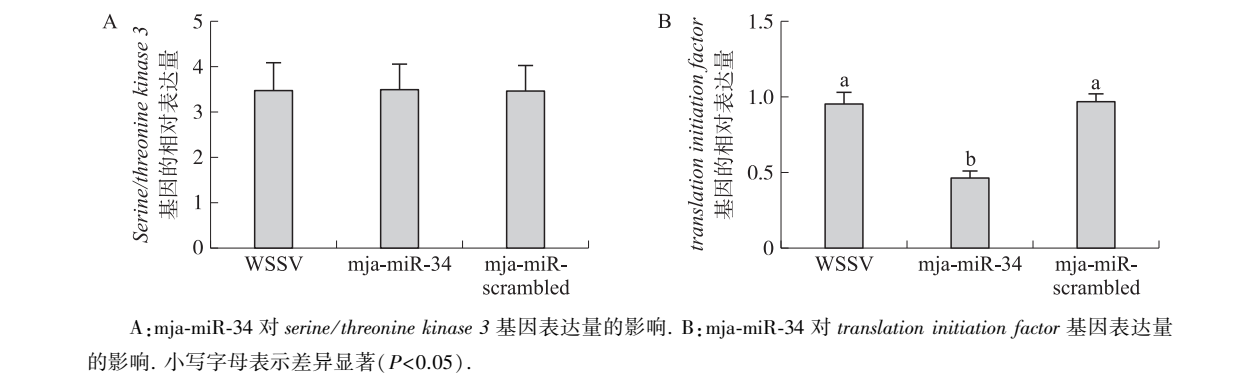 A
Serine/threonine kinase 3
基因的相对表达量
5
4
3
2
1
0
WSSV
mja-miR-34
mja-miR-
scrambled
B
translation initiation factor
基因的相对表达量
1.5
1.0
0.5
0
a
b
a
WSSV
mja-miR-34
mja-miR-
scrambled
A:mja-miR-34 对 serine/threonine kinase 3 基因表达量的影响. B:mja-miR-34 对 translation initiation factor 基因表达量
的影响. 小写字母表示差异显著(P<0.05).